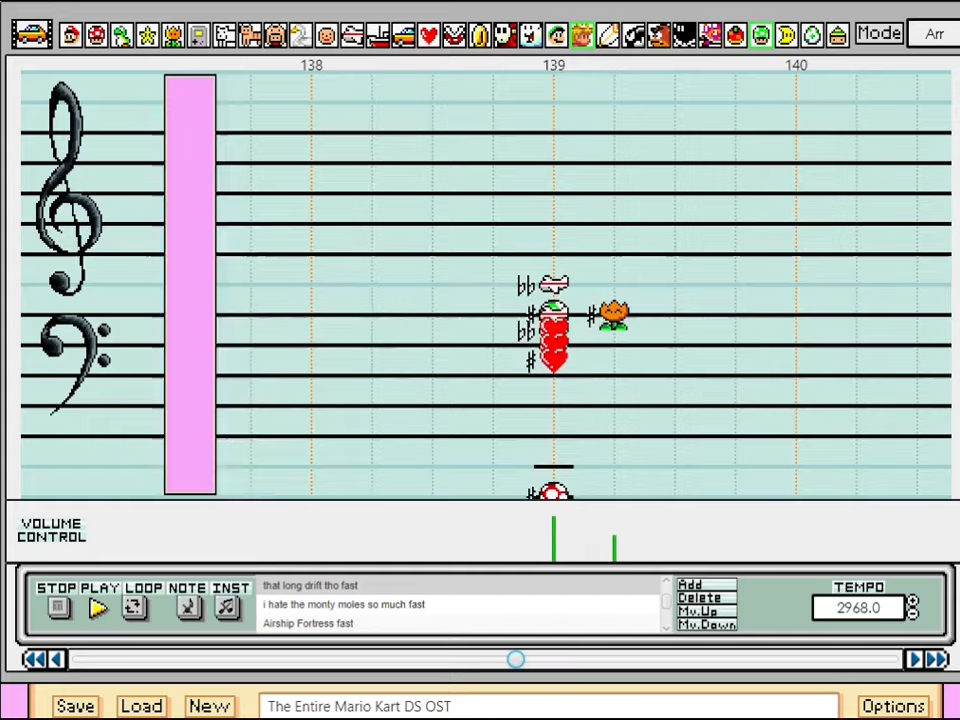 Mode
Arr
138
139
140
VOLUME
CONTROL
STOP PLAY LOOP NOTE INST
that long drift tho fast
i hate the monty moles so much fast
Airship Fortress fast
Add
Delete
Mv.Up
Mv.Down
TEMPO
2968.0
Save
Load
New
The Entire Mario Kart DS OST
Options